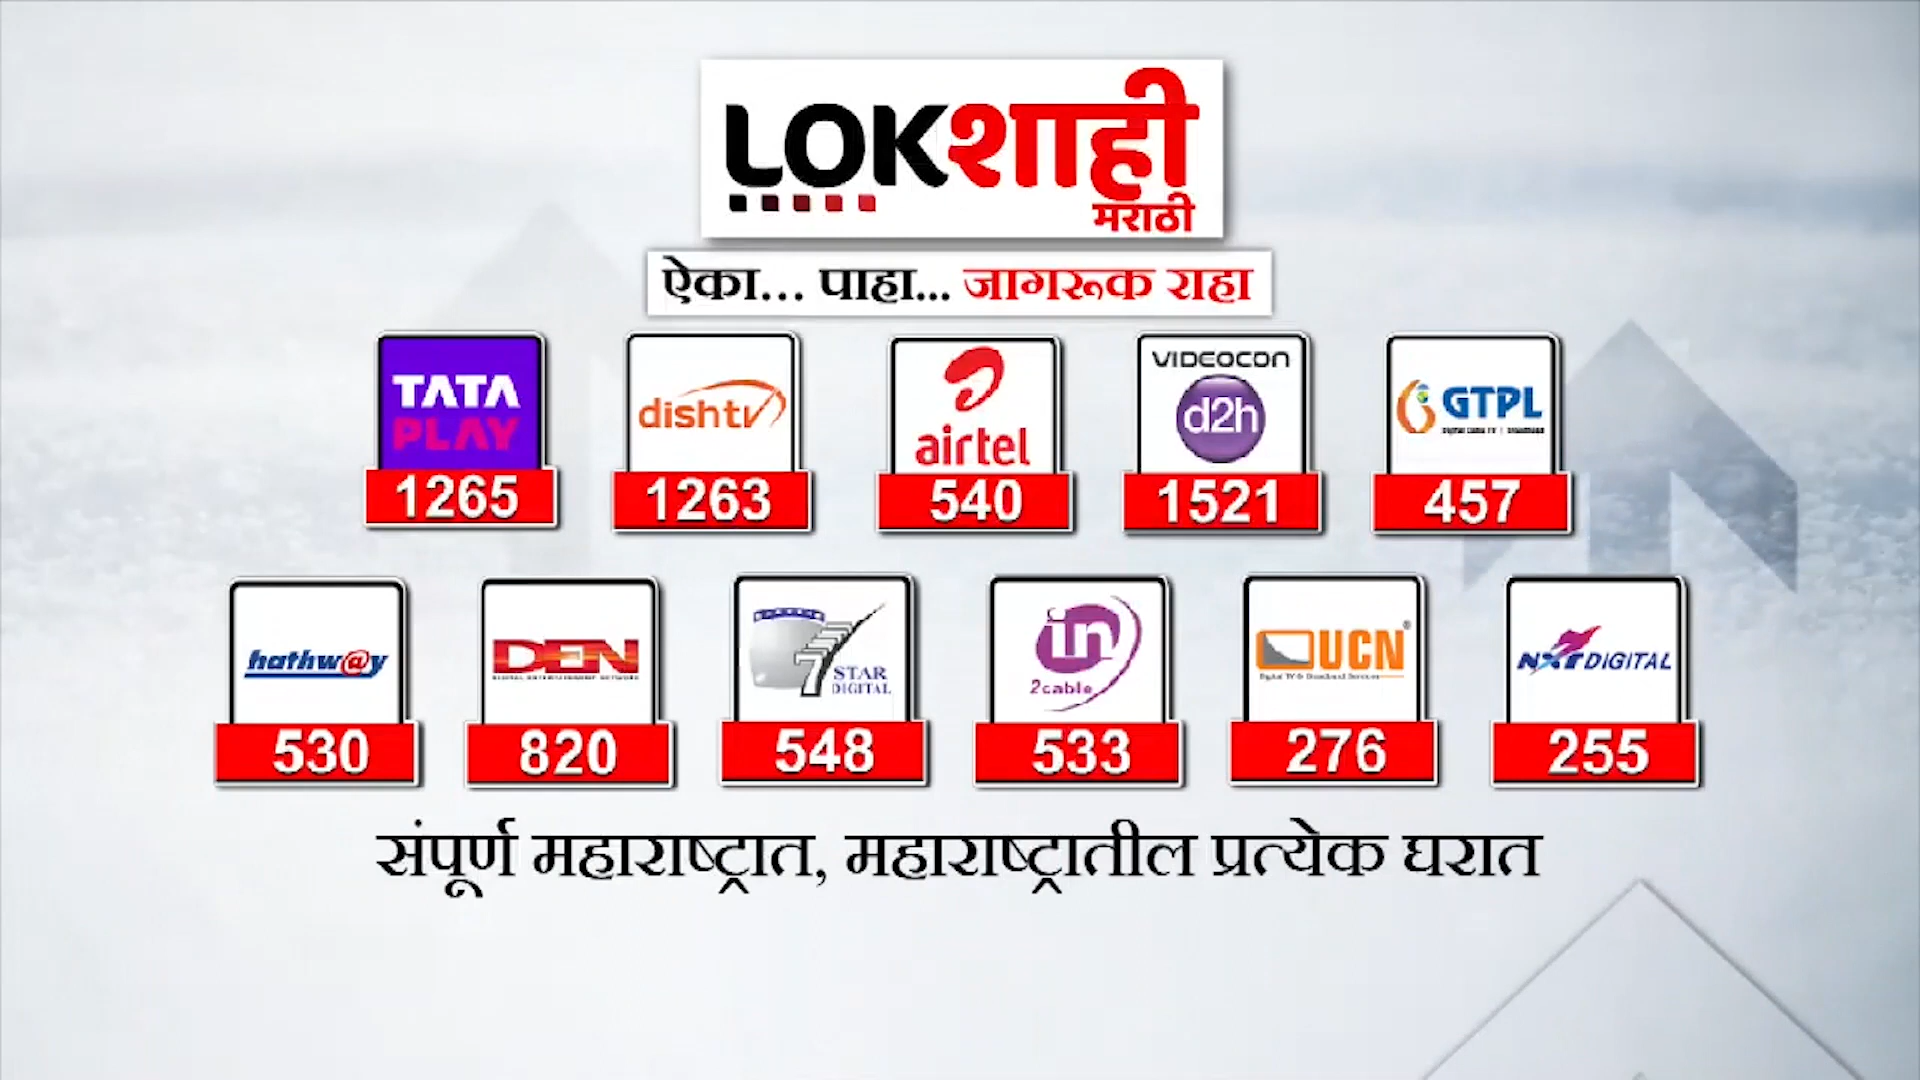 LOKशाही
मराठी
ऐका... पाहा... जागरूक राहा
TATA PLAY
dishtv
airtel
VIDEOCON d2h
GTPL
1265
1263
540
1521
457
hathw@y
DEN
7 STAR DIGITAL
in 2cable
UCN
NXT DIGITAL
530
820
548
533
276
255
संपूर्ण महाराष्ट्रात, महाराष्ट्रातील प्रत्येक घरात